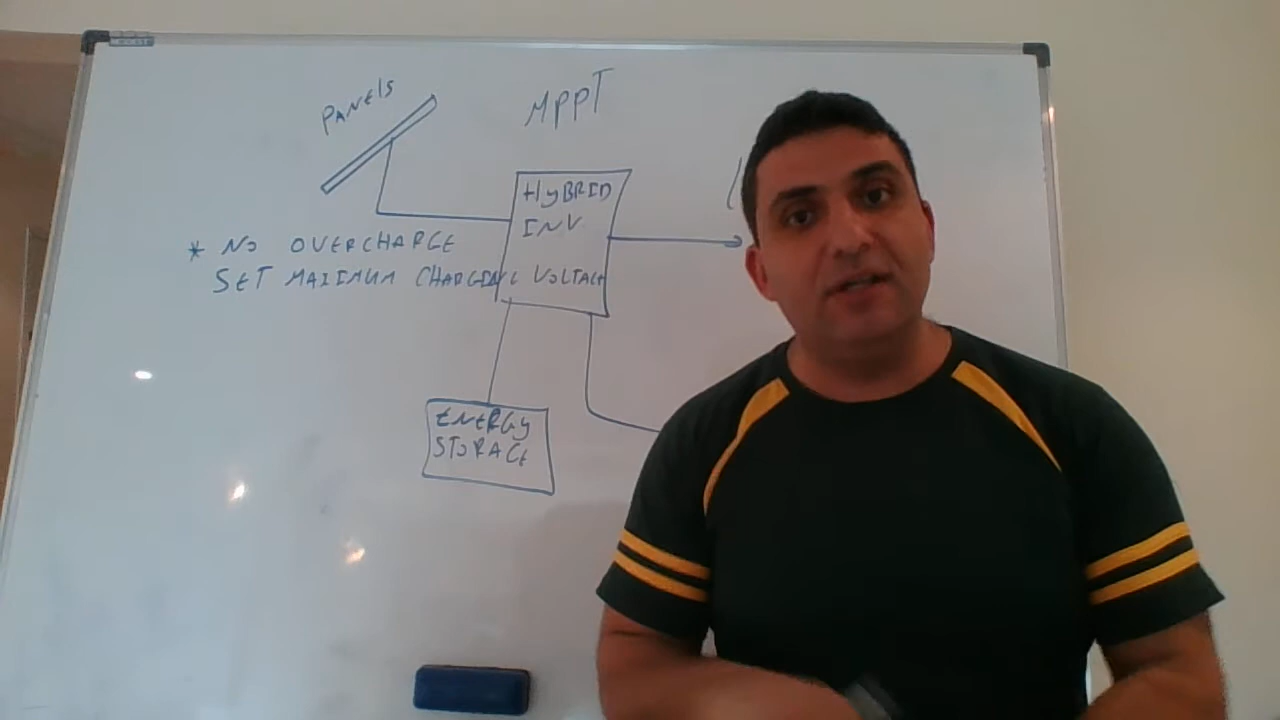 PANELS
MPPT
HYBRID
INV
* NO OVERCHARGE
SET MAXIMUM CHARGING VOLTAGE
ENERGY
STORAGE